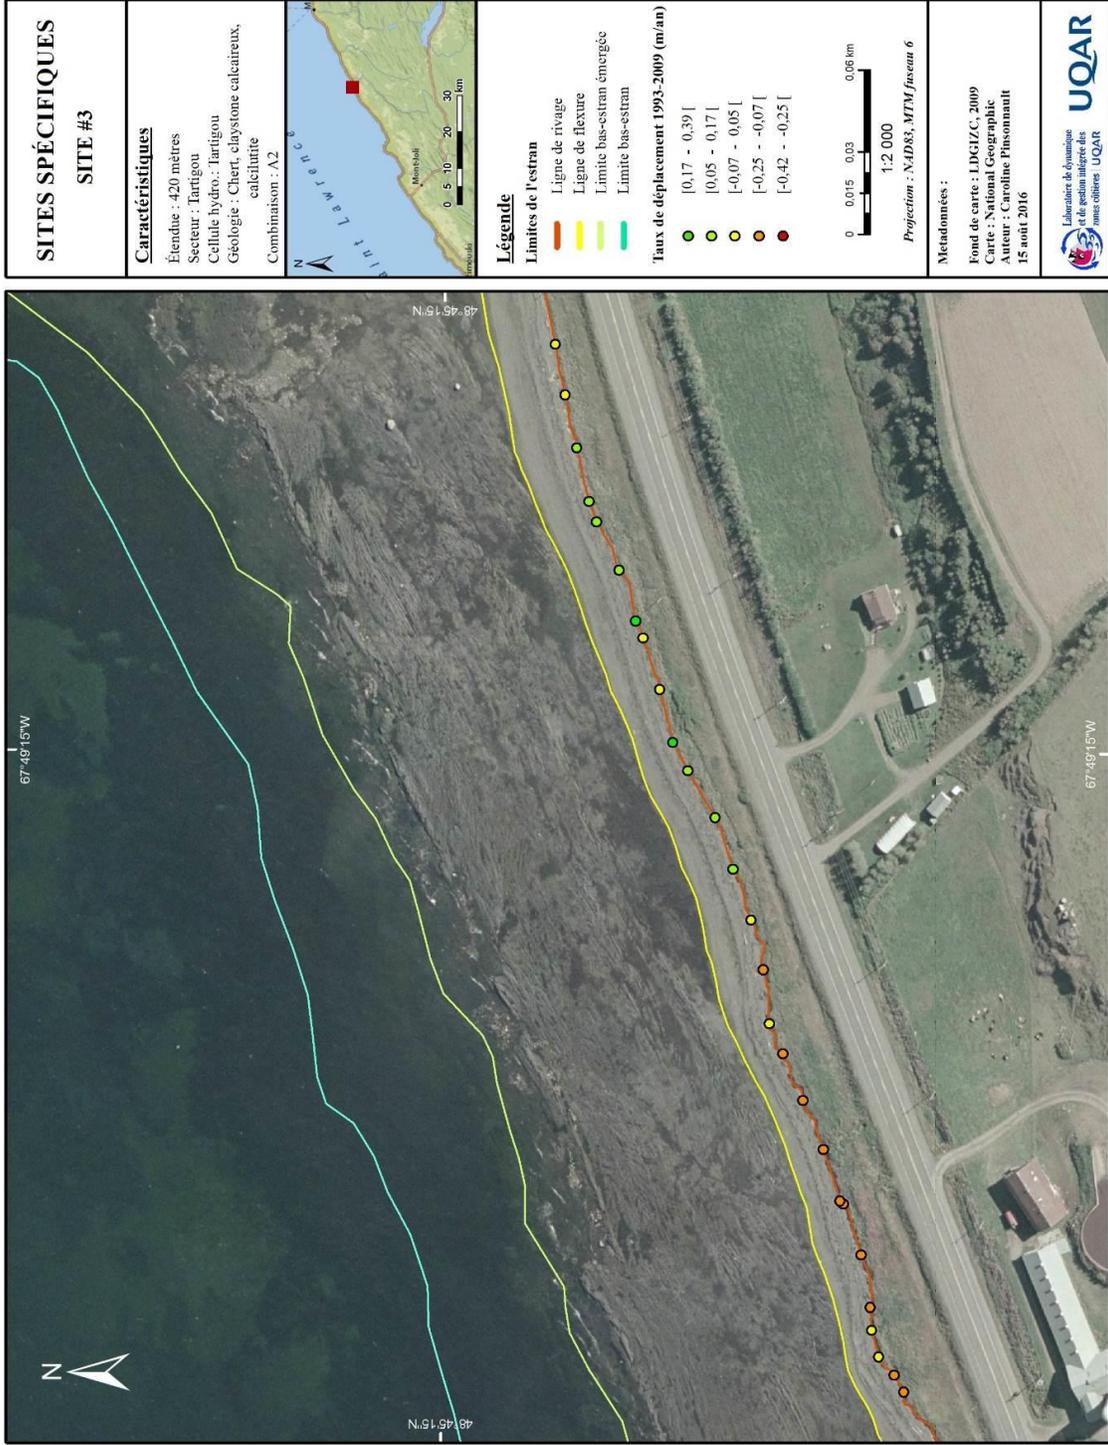 SITES SPÉCIFIQUES
SITE #3
Caractéristiques
Étendue : 420 mètres
Secteur : Tartigou
Cellule hydro.: Tartigou
Géologie : Chert, claystone calcaireux,
calcilutite
Combinaison : A2
N
aint Lawrence
Mont-Joli
imouski
0 5 10 20 30
km
Légende
Limites de l'estran
Ligne de rivage
Ligne de flexure
Limite bas-estran émergée
Limite bas-estran
Taux de déplacement 1993-2009 (m/an)
[0,17 - 0,39 [
[0,05 - 0,17 [
[-0,07 - 0,05 [
[-0,25 - -0,07 [
[-0,42 - -0,25 [
0 0,015 0,03 0,06 km
1:2 000
Projection : NAD83, MTM fuseau 6
Metadonnées :
Fond de carte : LDGIZC, 2009
Carte : National Geographic
Auteur : Caroline Pinsonnault
15 août 2016
Laboratoire de dynamique
et de gestion intégrée des
zones côtières | UQAR
UQAR
67°49'15"W
48°45'15"N
48°45'15"N
67°49'15"W
N